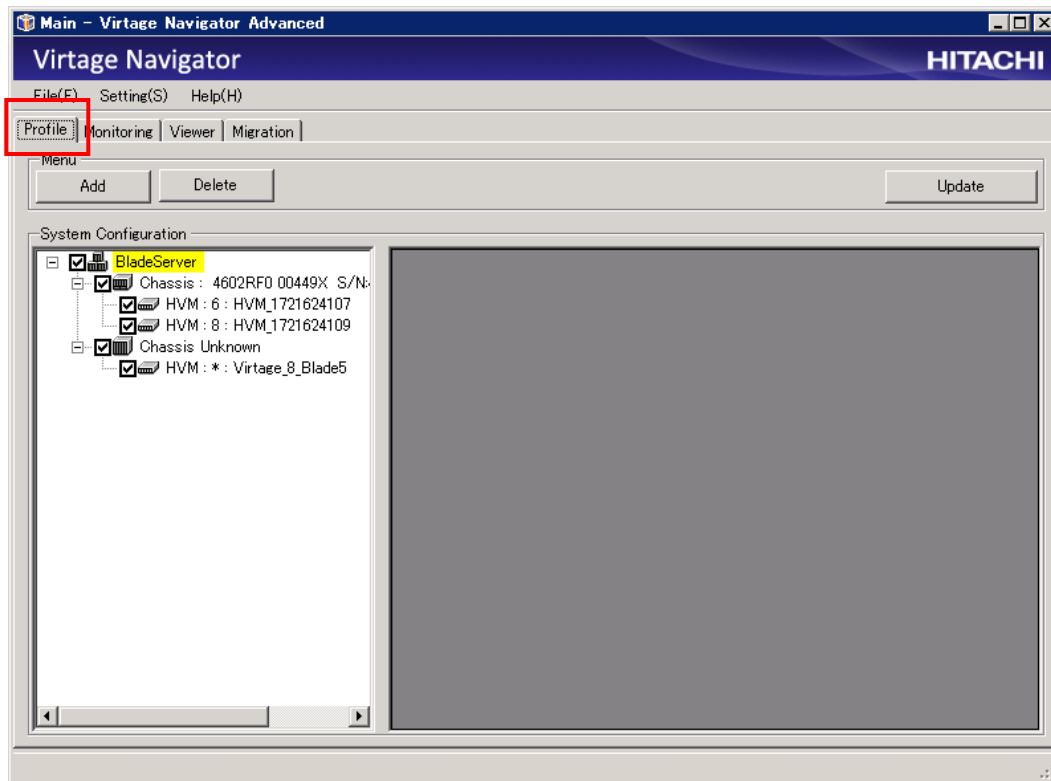 Main - Virtage Navigator Advanced
Virtage Navigator
HITACHI
File(F) Setting(S) Help(H)
Profile Monitoring Viewer Migration
Menu
Add Delete Update
System Configuration
BladeServer
Chassis : 4602RF0 00449X S/N:
HVM : 6 : HVM_1721624107
HVM : 8 : HVM_1721624109
Chassis Unknown
HVM : * : Virtage_8_Blade5